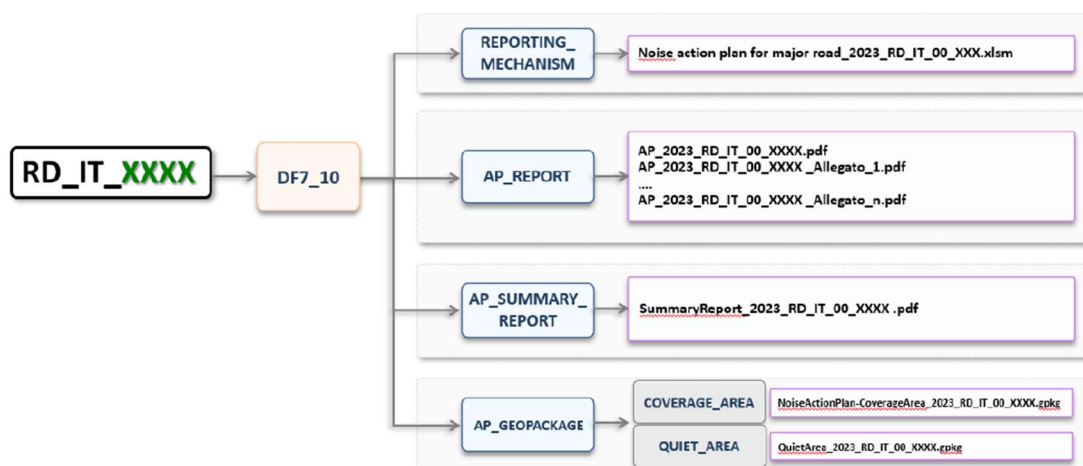 REPORTING_
MECHANISM
Noise action plan for major road_2023_RD_IT_00_XXX.xlsm
RD_IT_XXXX
DF7_10
AP_REPORT
AP_2023_RD_IT_00_XXXX.pdf
AP_2023_RD_IT_00_XXXX _Allegato_1.pdf
....
AP_2023_RD_IT_00_XXXX _Allegato_n.pdf
AP_SUMMARY_
REPORT
SummaryReport_2023_RD_IT_00_XXXX .pdf
AP_GEOPACKAGE
COVERAGE_AREA
NoiseActionPlan-CoverageArea_2023_RD_IT_00_XXXX.gpkg
QUIET_AREA
QuietArea_2023_RD_IT_00_XXXX.gpkg